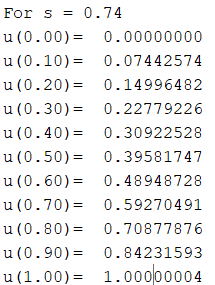 For s = 0.74
u(0.00)=  0.00000000
u(0.10)=  0.07442574
u(0.20)=  0.14996482
u(0.30)=  0.22779226
u(0.40)=  0.30922528
u(0.50)=  0.39581747
u(0.60)=  0.48948728
u(0.70)=  0.59270491
u(0.80)=  0.70877876
u(0.90)=  0.84231593
u(1.00)=  1.00000004